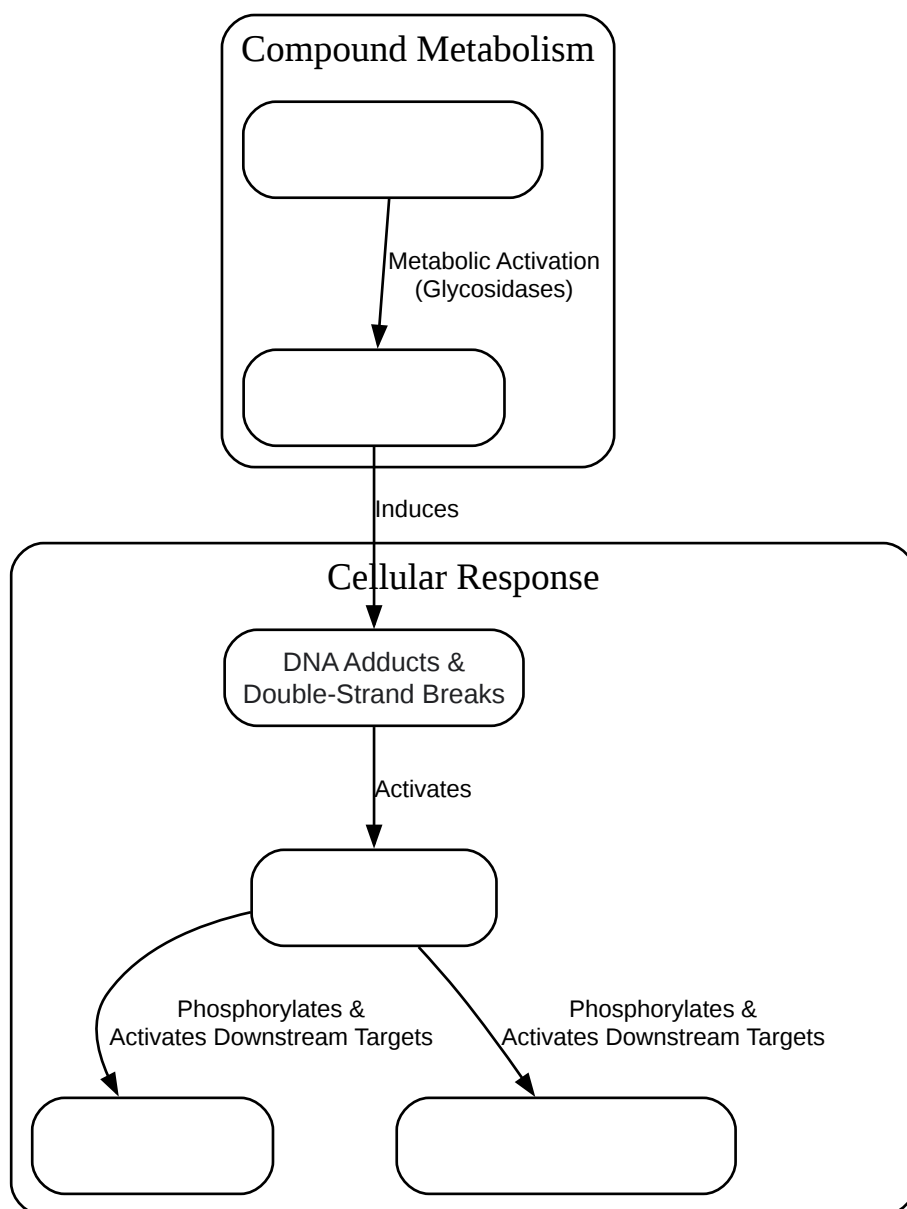 Compound Metabolism
Metabolic Activation
(Glycosidases)
Induces
Cellular Response
DNA Adducts &
Double-Strand Breaks
Activates
Phosphorylates &
Activates Downstream Targets
Phosphorylates &
Activates Downstream Targets